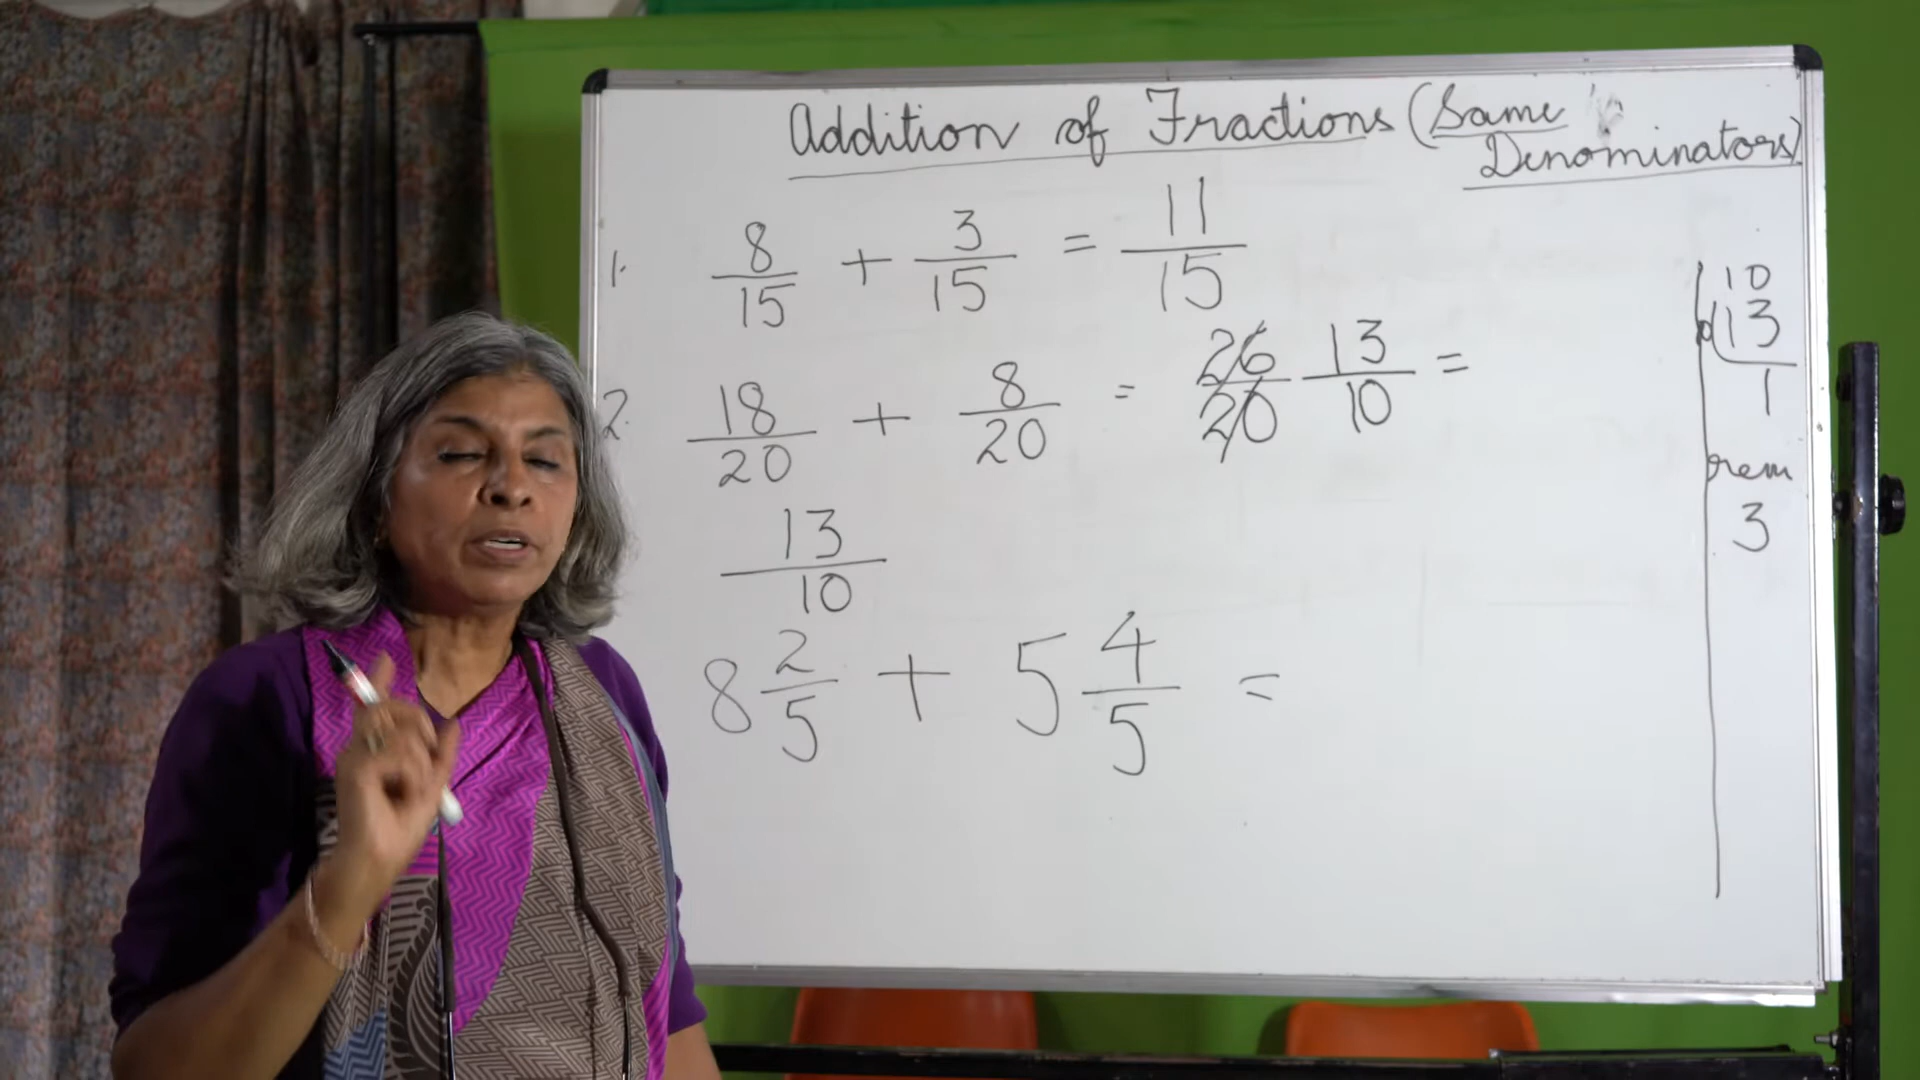 Addition of Fractions (Same
Denominators)
1. 8/15 + 3/15 = 11/15
2. 18/20 + 8/20 = 26/20 13/10 =
13/10
8 2/5 + 5 4/5 =
10
13
1
rem
3